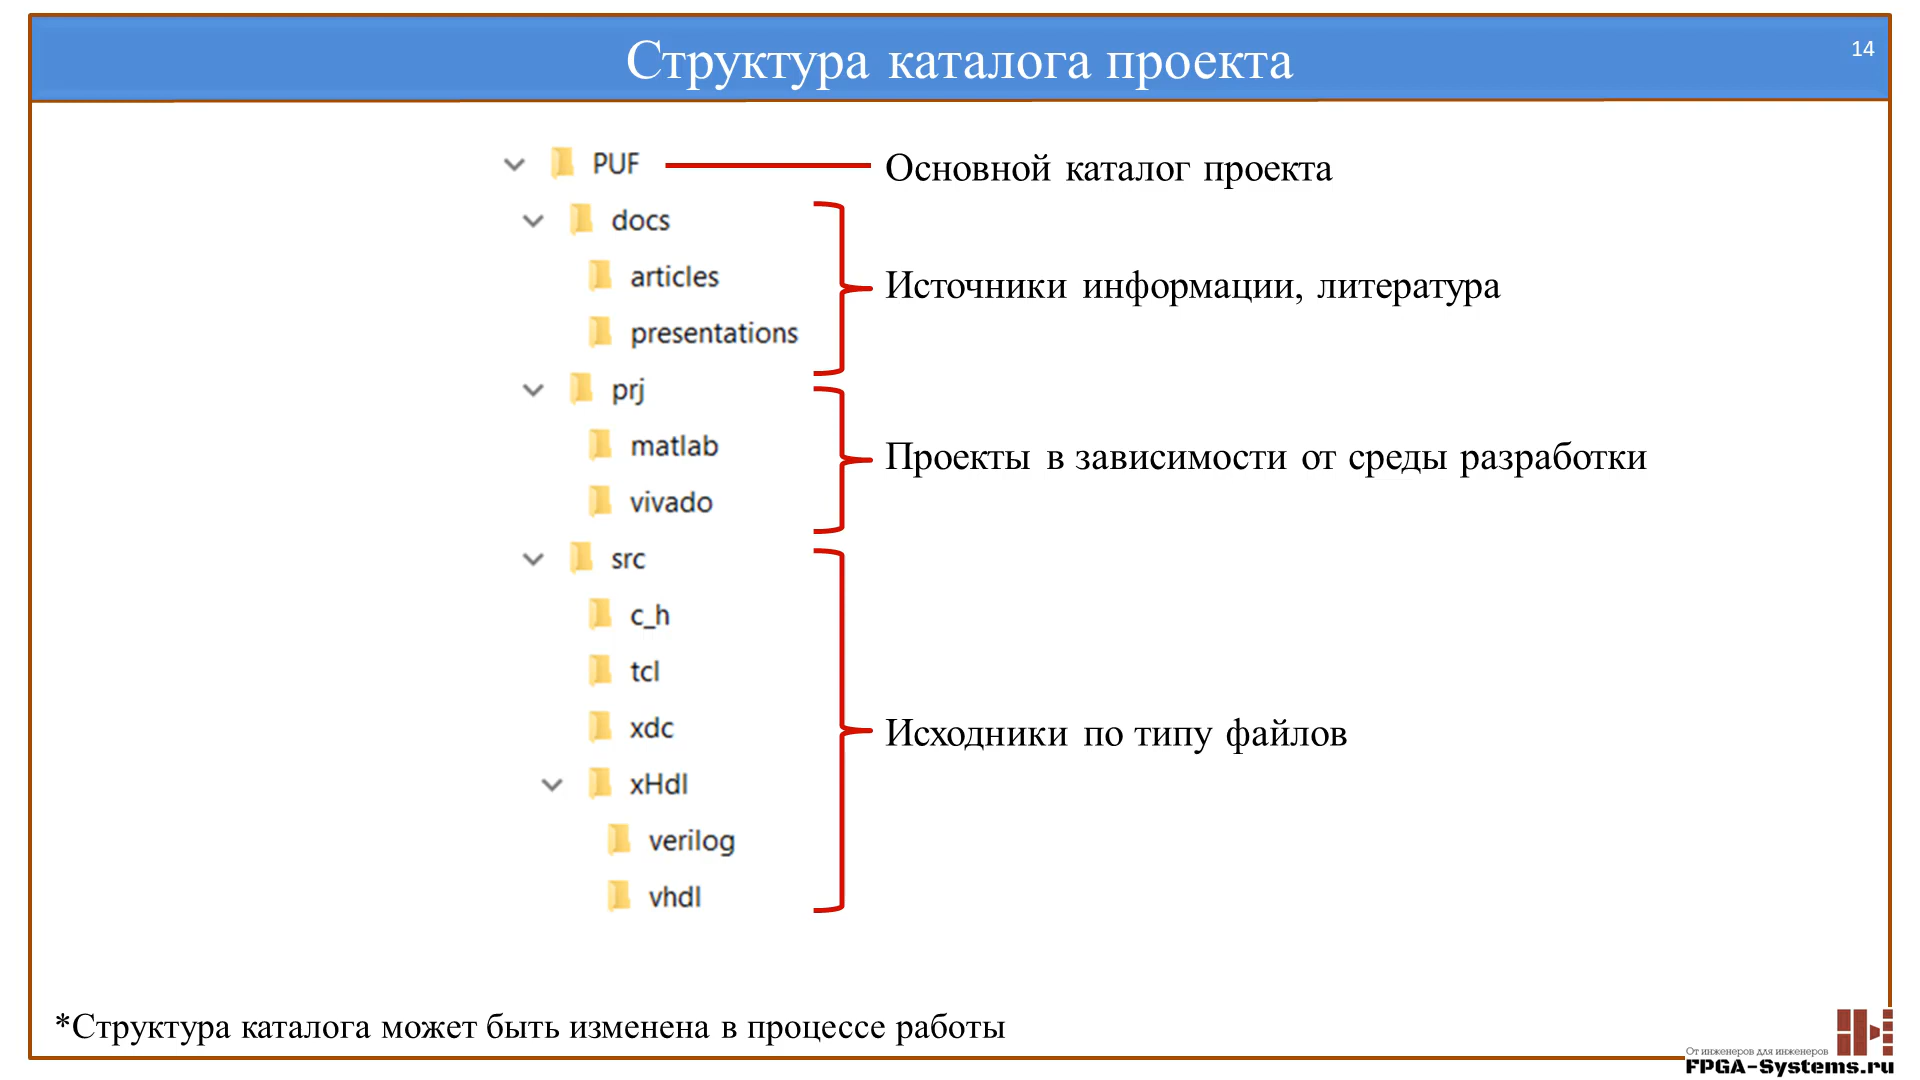 Структура каталога проекта
14
PUF
Основной каталог проекта
docs
articles
Источники информации, литература
presentations
prj
matlab
Проекты в зависимости от среды разработки
vivado
src
c_h
tcl
xdc
Исходники по типу файлов
xHdl
verilog
vhdl
*Структура каталога может быть изменена в процессе работы
От инженеров для инженеров
FPGA-Systems.ru